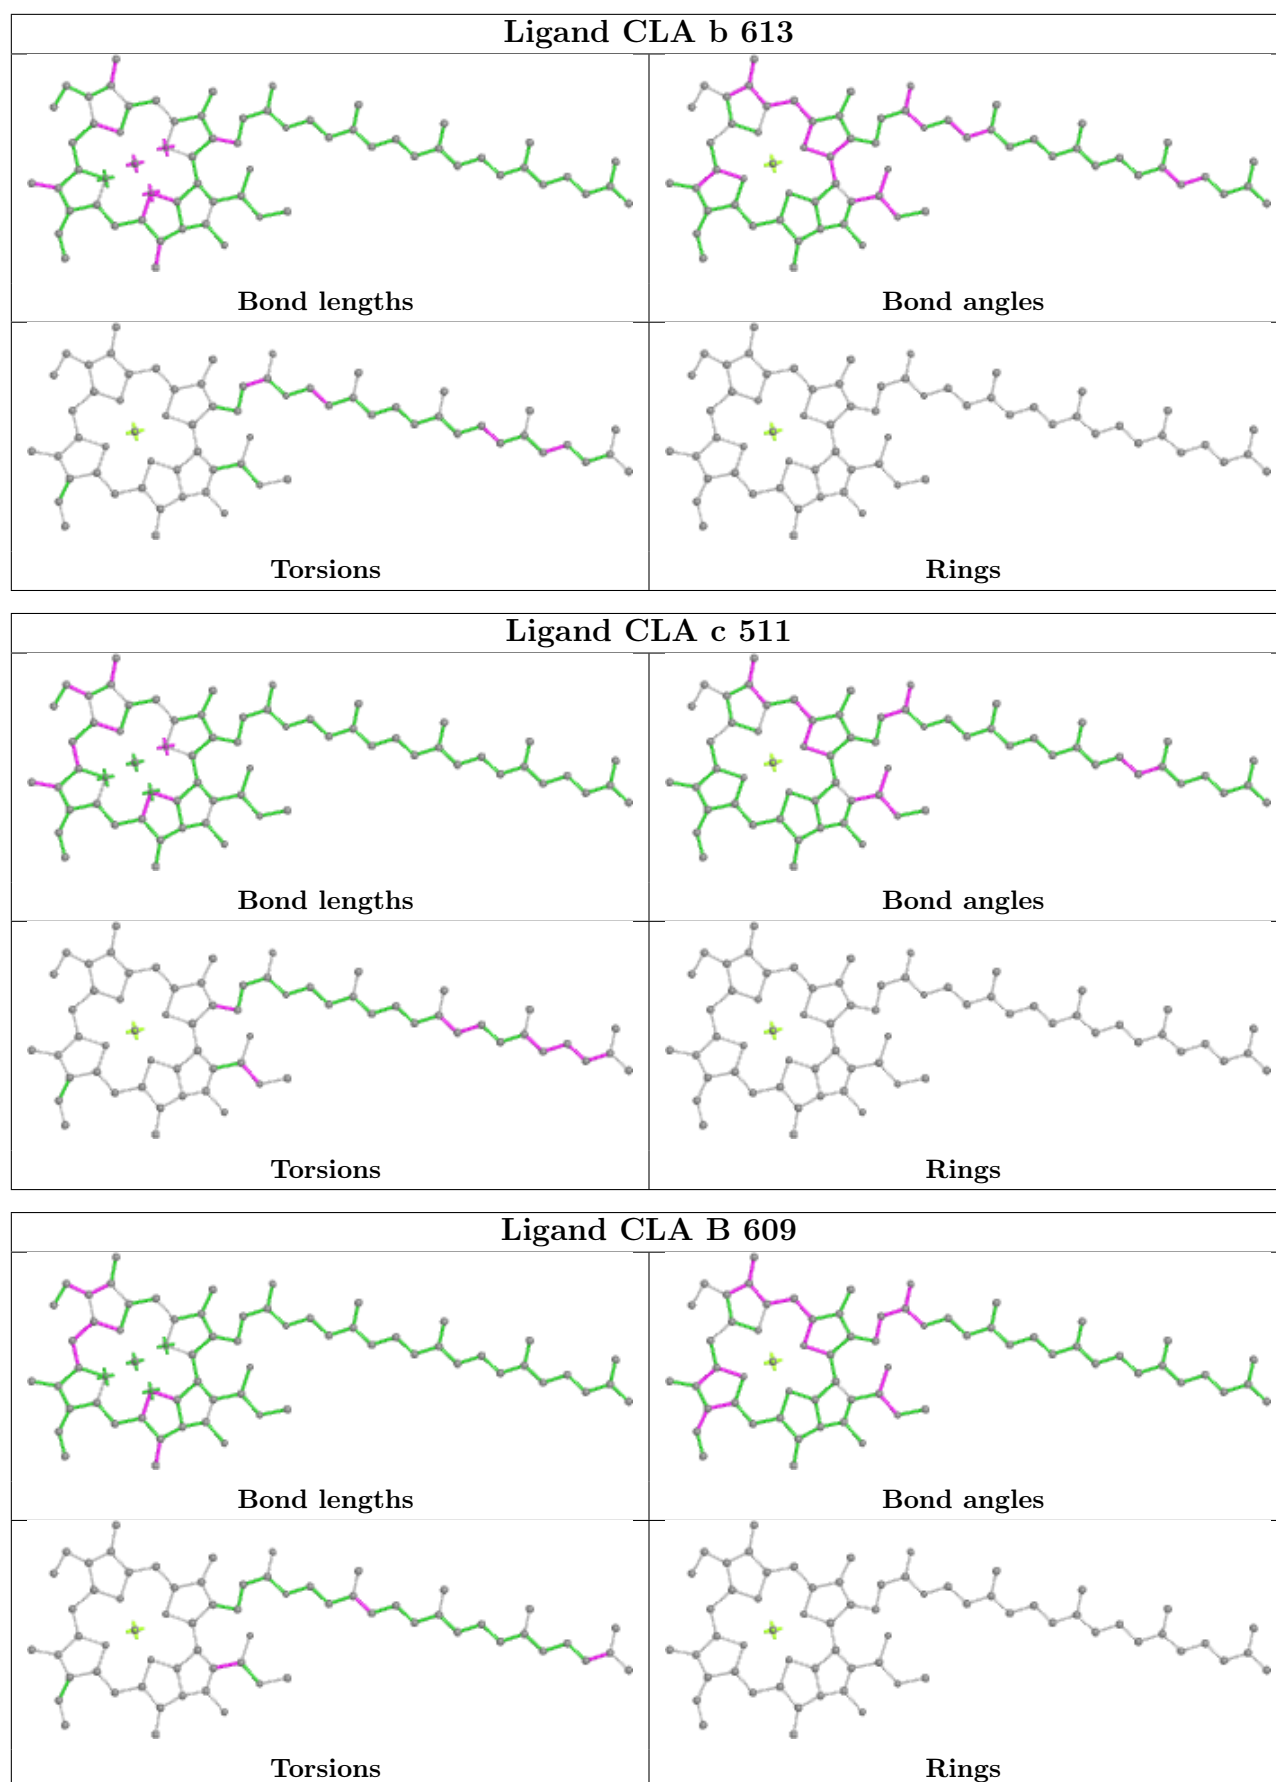 Ligand CLA b 613
Bond lengths
Bond angles
Torsions
Rings
Ligand CLA c 511
Bond lengths
Bond angles
Torsions
Rings
Ligand CLA B 609
Bond lengths
Bond angles
Torsions
Rings